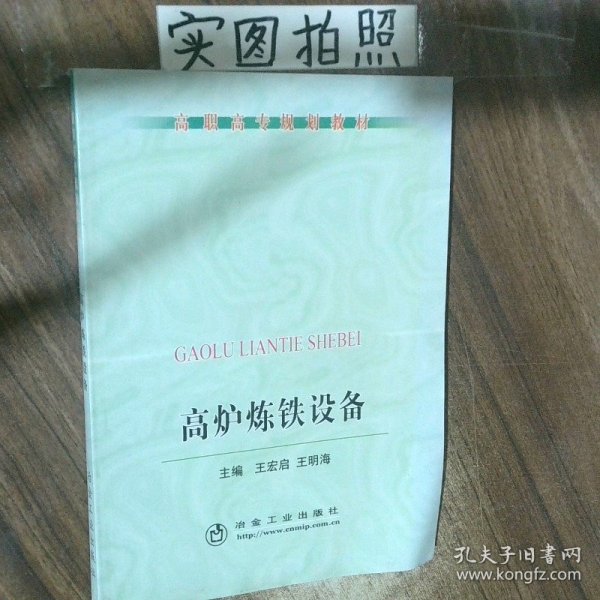 实图拍照
高职高专规划教材
GAOLU LIANTIE SHEBEI
高炉炼铁设备
主编 王宏启 王明海
冶金工业出版社
http://www.cnmip.com.cn
孔夫子旧书网
www.kongfz.com